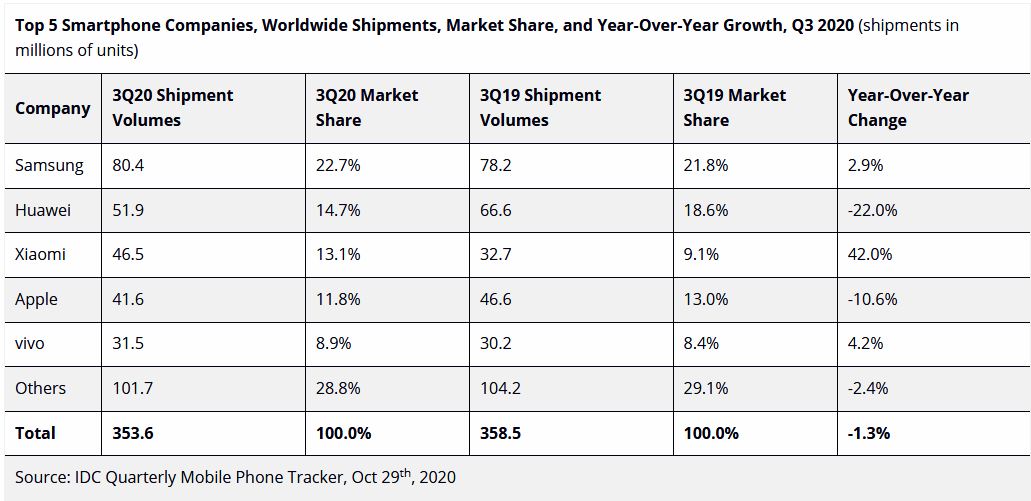 Top 5 Smartphone Companies, Worldwide Shipments, Market Share, and Year-Over-Year Growth, Q3 2020 (shipments in
millions of units)
Company 3Q20 Shipment Volumes 3Q20 Market Share 3Q19 Shipment Volumes 3Q19 Market Share Year-Over-Year Change
Samsung 80.4 22.7% 78.2 21.8% 2.9%
Huawei 51.9 14.7% 66.6 18.6% -22.0%
Xiaomi 46.5 13.1% 32.7 9.1% 42.0%
Apple 41.6 11.8% 46.6 13.0% -10.6%
vivo 31.5 8.9% 30.2 8.4% 4.2%
Others 101.7 28.8% 104.2 29.1% -2.4%
Total 353.6 100.0% 358.5 100.0% -1.3%
Source: IDC Quarterly Mobile Phone Tracker, Oct 29th, 2020